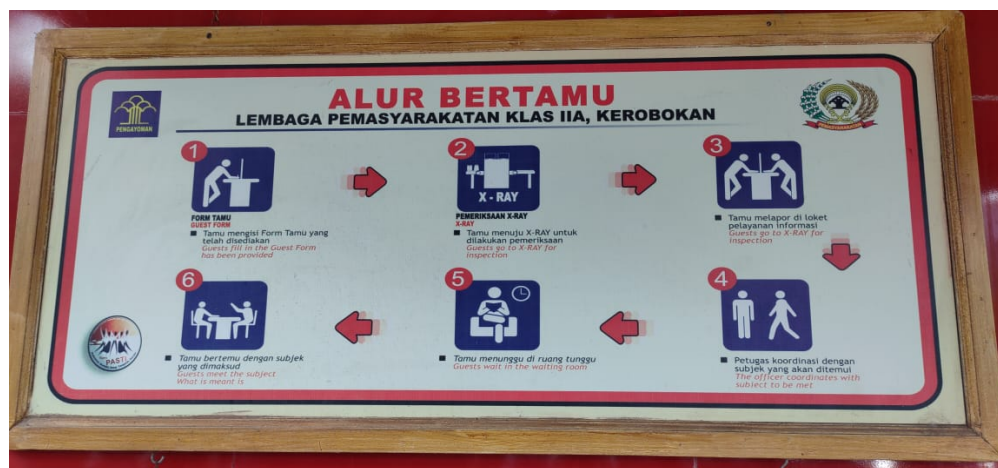 PENGAYOMAN
ALUR BERTAMU
LEMBAGA PEMASYARAKATAN KLAS IIA, KEROBOKAN
PEMASYARAKATAN
1
FORM TAMU
GUEST FORM
Tamu mengisi Form Tamu yang
telah disediakan
Guests fill in the Guest Form
has been provided
2
X - RAY
PEMERIKSAAN X-RAY
X-RAY
Tamu menuju X-RAY untuk
dilakukan pemeriksaan
Guests go to X-RAY for
inspection
3
Tamu melapor di loket
pelayanan informasi
Guests go to X-RAY for
inspection
4
Petugas koordinasi dengan
subjek yang akan ditemui
The officer coordinates with
subject to be met
5
Tamu menunggu di ruang tunggu
Guests wait in the waiting room
6
Tamu bertemu dengan subjek
yang dimaksud
Guests meet the subject
What is meant is
PASTI